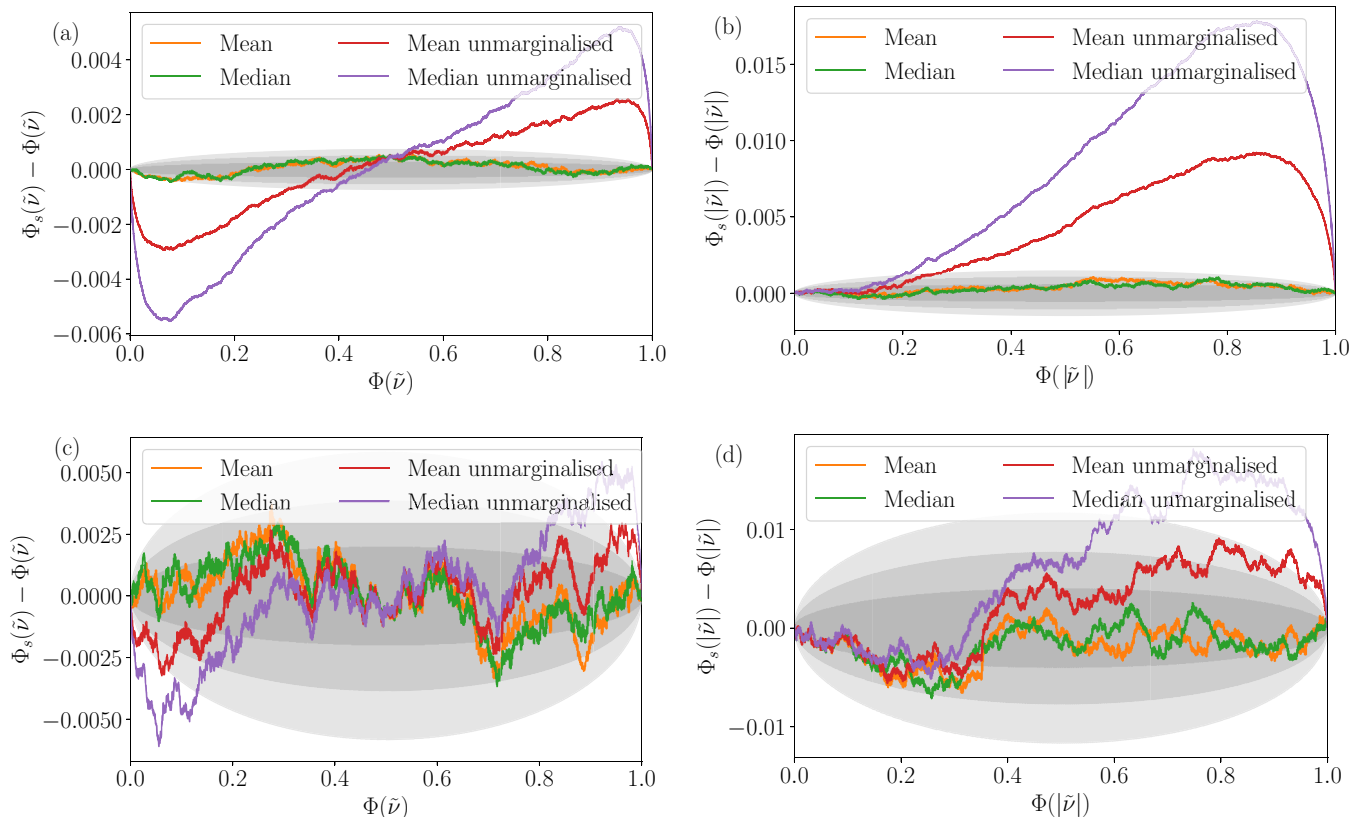 (a)
Mean
Mean unmarginalised
Median
Median unmarginalised
0.004
0.002
0.000
−0.002
−0.004
−0.006
Φ_s(ν̃) − Φ(ν̃)
0.0 0.2 0.4 0.6 0.8 1.0
Φ(ν̃)
(b)
Mean
Mean unmarginalised
Median
Median unmarginalised
0.015
0.010
0.005
0.000
Φ_s(|ν̃|) − Φ(|ν̃|)
0.0 0.2 0.4 0.6 0.8 1.0
Φ(|ν̃|)
(c)
Mean
Mean unmarginalised
Median
Median unmarginalised
0.0050
0.0025
0.0000
−0.0025
−0.0050
Φ_s(ν̃) − Φ(ν̃)
0.0 0.2 0.4 0.6 0.8 1.0
Φ(ν̃)
(d)
Mean
Mean unmarginalised
Median
Median unmarginalised
0.01
0.00
−0.01
Φ_s(|ν̃|) − Φ(|ν̃|)
0.0 0.2 0.4 0.6 0.8 1.0
Φ(|ν̃|)